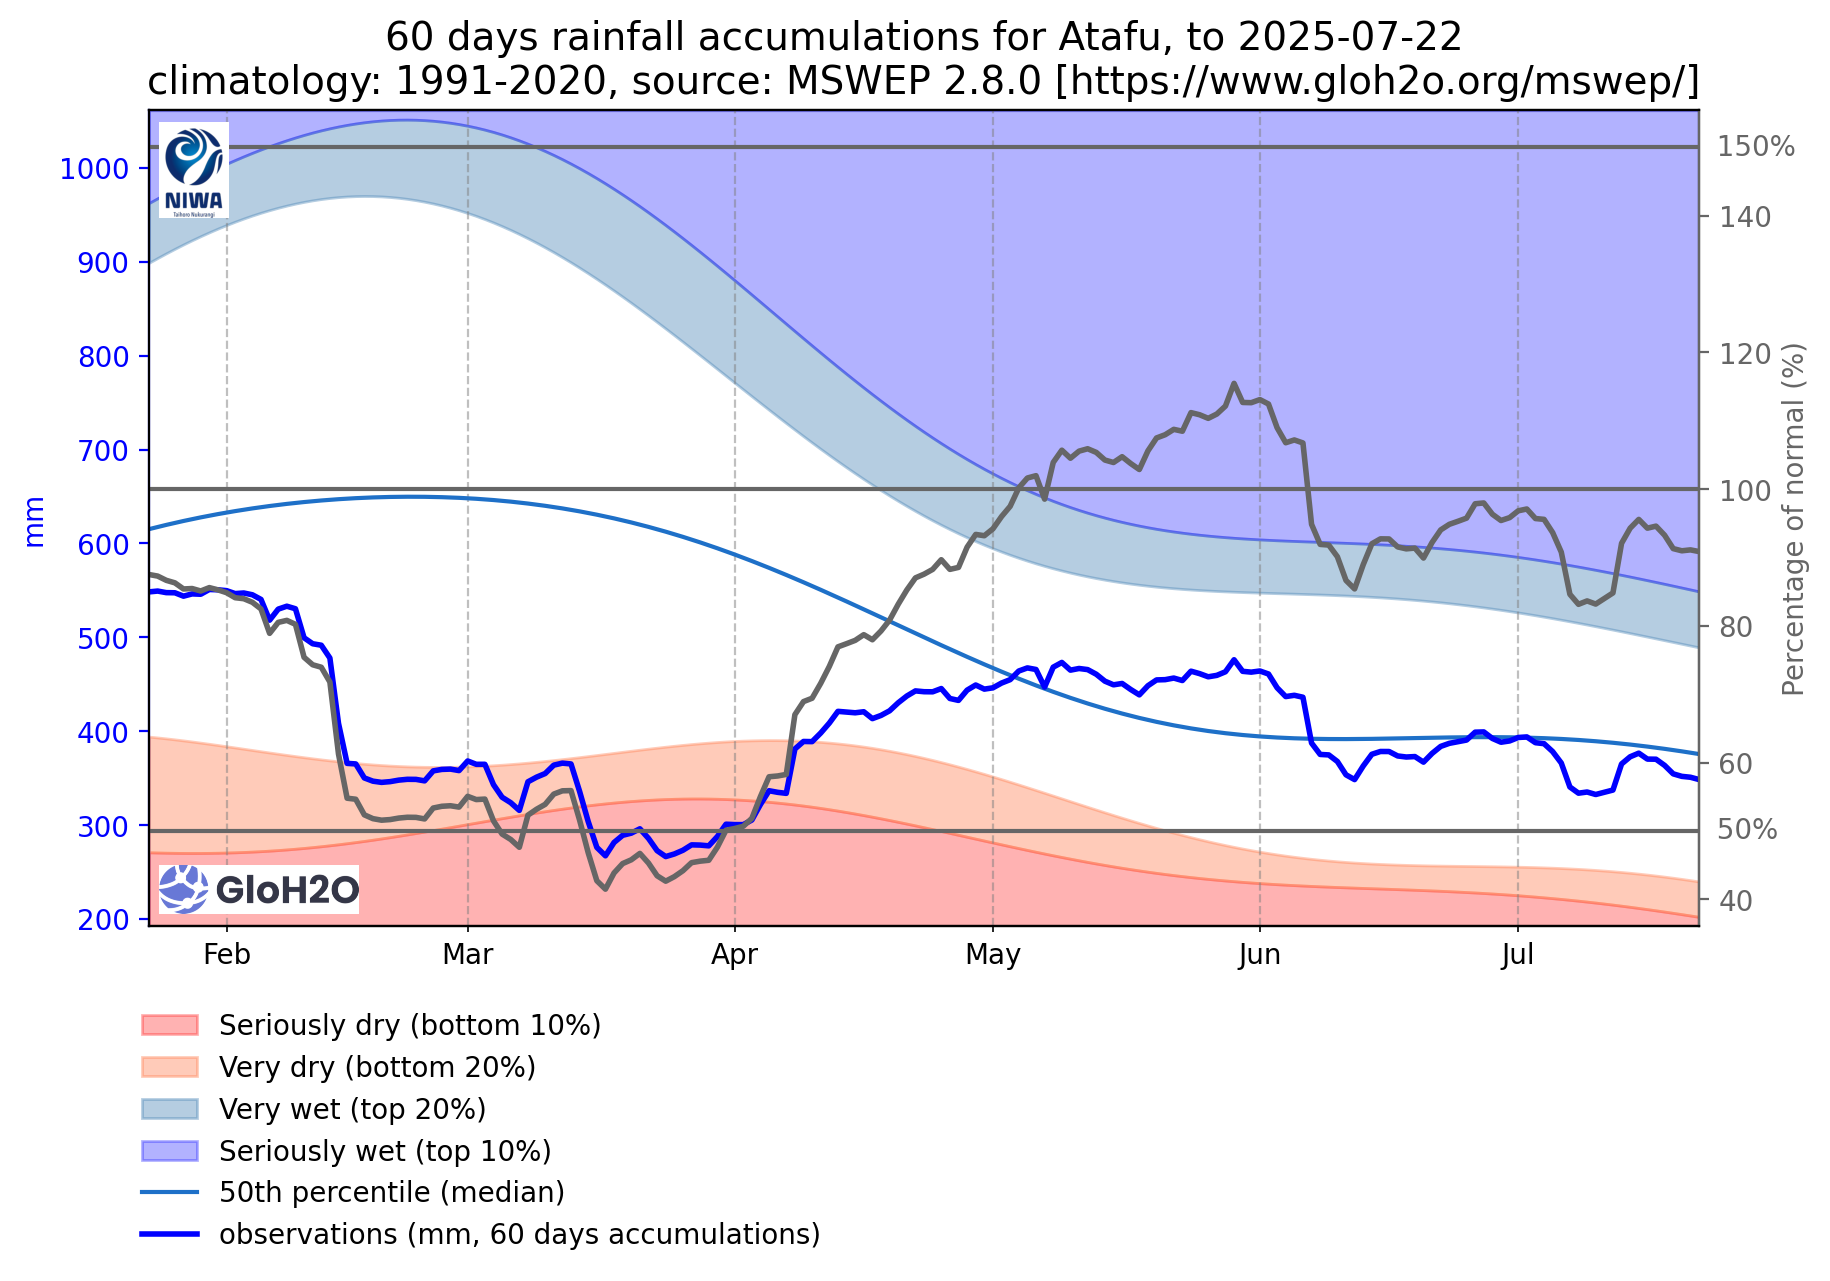 60 days rainfall accumulations for Atafu, to 2025-07-22
climatology: 1991-2020, source: MSWEP 2.8.0 [https://www.gloh2o.org/mswep/]
NIWA
Taihoro Nukurangi
1000
900
800
700
600
500
400
300
200
mm
150%
140
120
100
80
60
50%
40
Percentage of normal (%)
GloH2O
Feb
Mar
Apr
May
Jun
Jul
Seriously dry (bottom 10%)
Very dry (bottom 20%)
Very wet (top 20%)
Seriously wet (top 10%)
50th percentile (median)
observations (mm, 60 days accumulations)